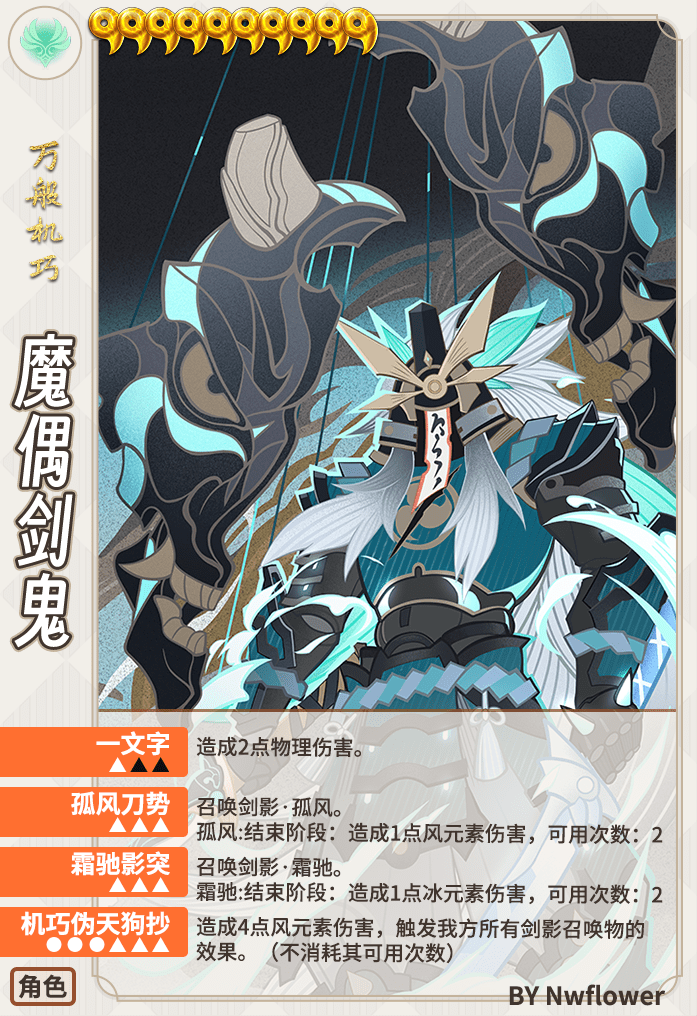 万般机巧
魔偶剑鬼
一文字
造成2点物理伤害。
孤风刀势
召唤剑影·孤风。
孤风:结束阶段：造成1点风元素伤害，可用次数：2
霜驰影突
召唤剑影·霜驰。
霜驰:结束阶段：造成1点冰元素伤害，可用次数：2
机巧伪天狗抄
造成4点风元素伤害，触发我方所有剑影召唤物的
效果。（不消耗其可用次数）
角色
BY Nwflower